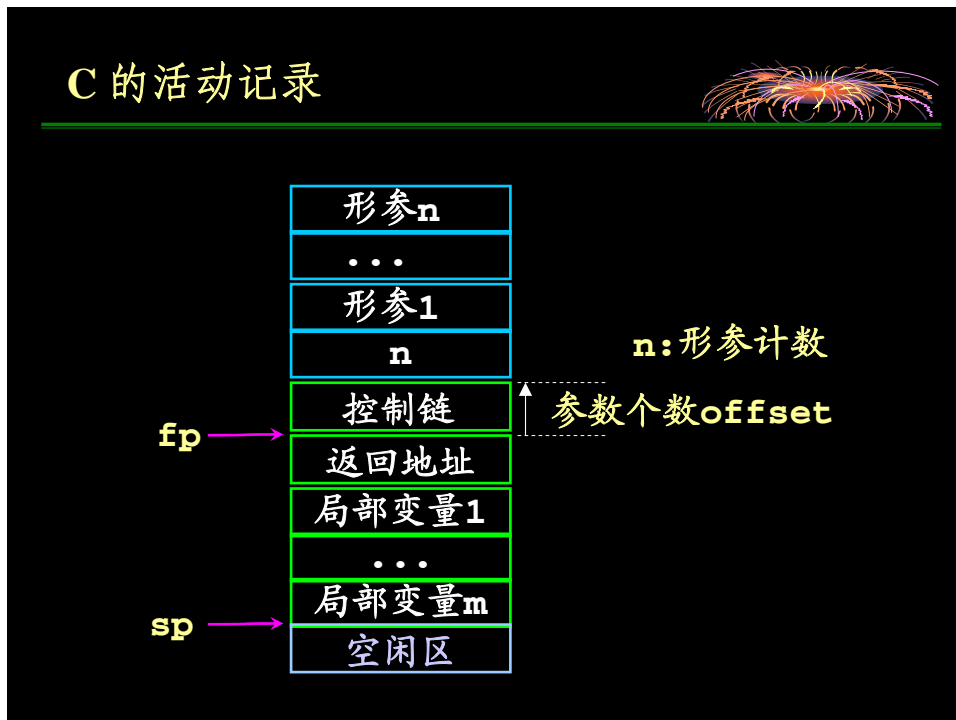 C 的活动记录
形参n
...
形参1
n
n:形参计数
控制链
参数个数offset
fp
返回地址
局部变量1
...
局部变量m
sp
空闲区